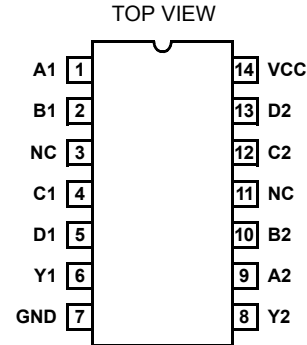 TOP VIEW
A1 1 14 VCC
B1 2 13 D2
NC 3 12 C2
C1 4 11 NC
D1 5 10 B2
Y1 6 9 A2
GND 7 8 Y2